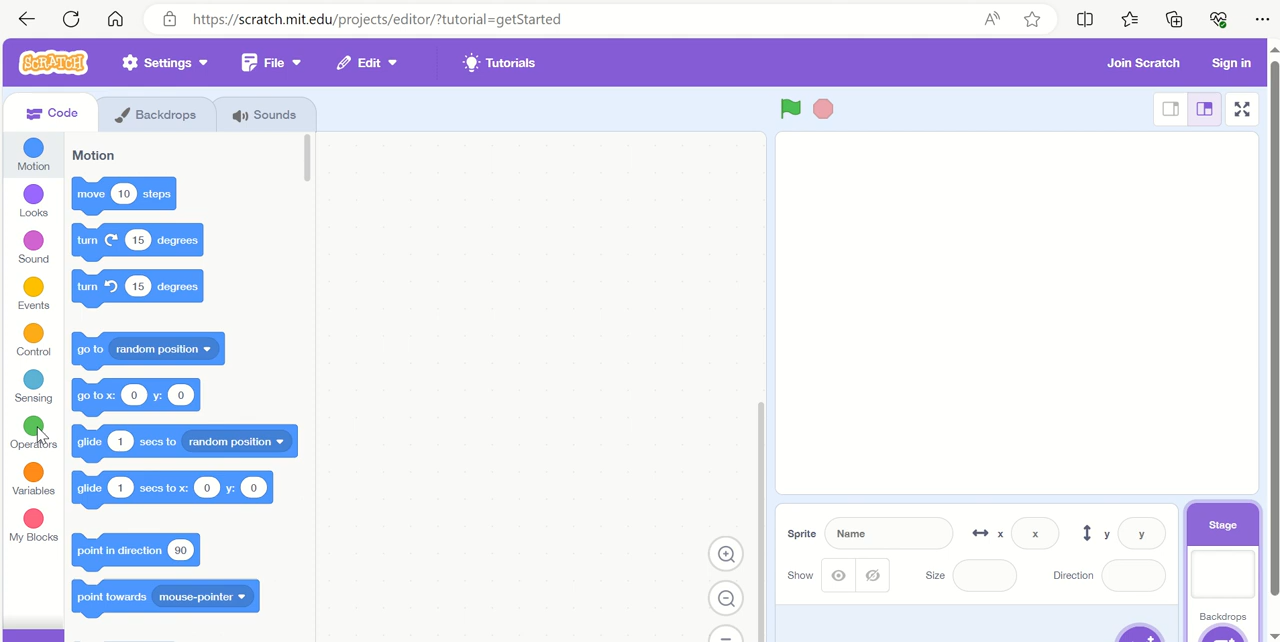 https://scratch.mit.edu/projects/editor/?tutorial=getStarted
SCRATCH Settings File Edit Tutorials Join Scratch Sign in
Code Backdrops Sounds
Motion
Looks
Sound
Events
Control
Sensing
Operators
Variables
My Blocks
Motion
move 10 steps
turn 15 degrees
turn 15 degrees
go to random position
go to x: 0 y: 0
glide 1 secs to random position
glide 1 secs to x: 0 y: 0
point in direction 90
point towards mouse-pointer
Sprite Name x x y y
Show Size Direction
Stage
Backdrops